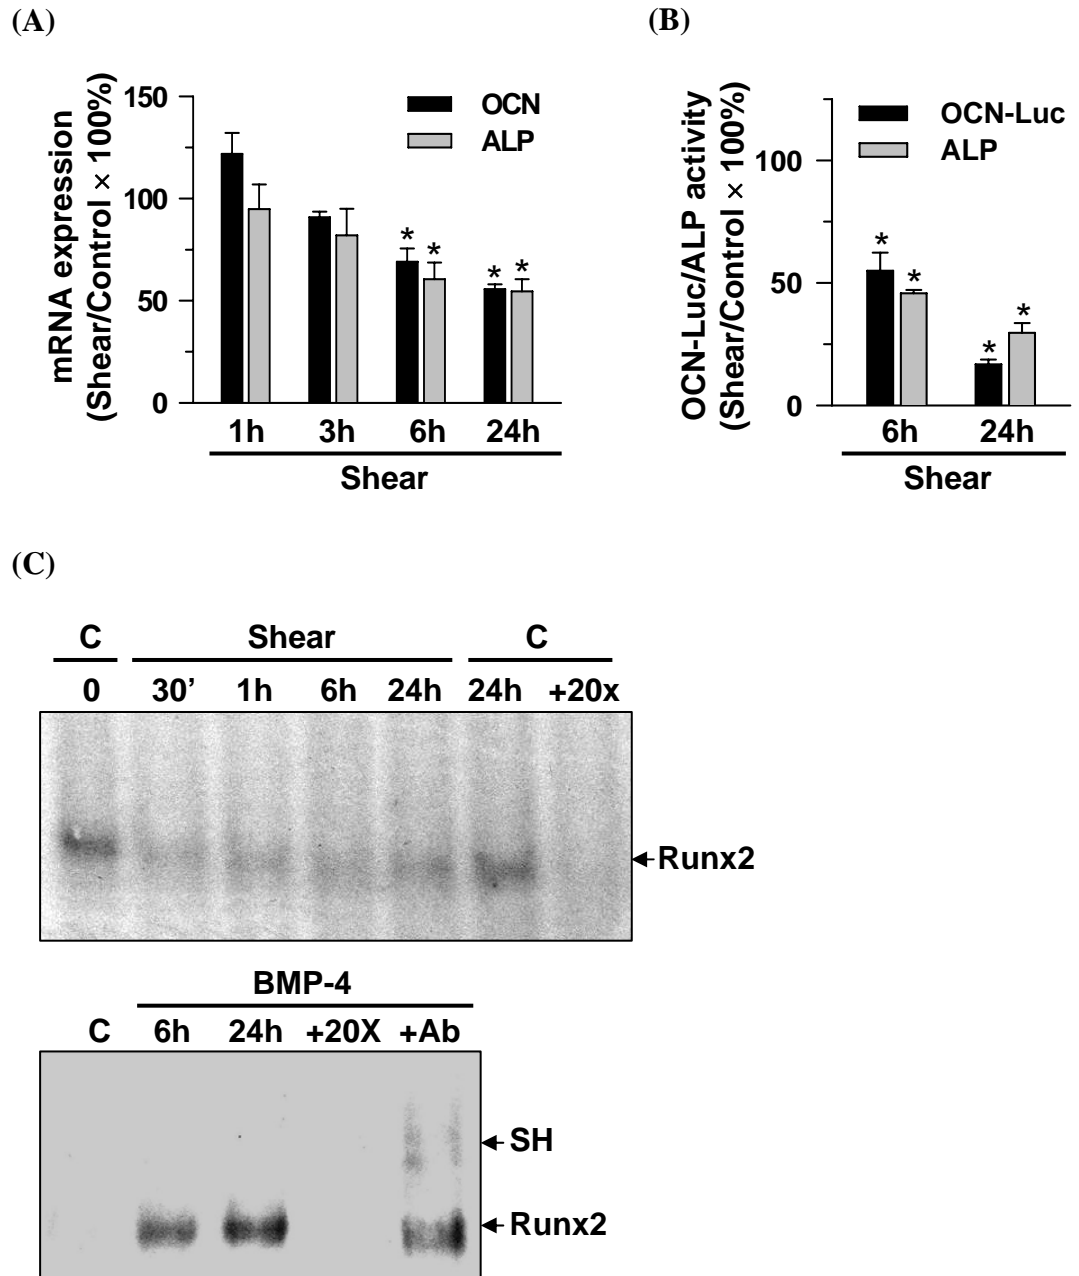 (A)
mRNA expression
(Shear/Control × 100%)
150
100
50
0
OCN
ALP
*
*
*
*
1h 3h 6h 24h
Shear
(B)
OCN-Luc/ALP activity
(Shear/Control × 100%)
100
50
0
OCN-Luc
ALP
*
*
*
*
6h 24h
Shear
(C)
C Shear C
0 30’ 1h 6h 24h 24h +20x
Runx2
BMP-4
C 6h 24h +20X +Ab
SH
Runx2